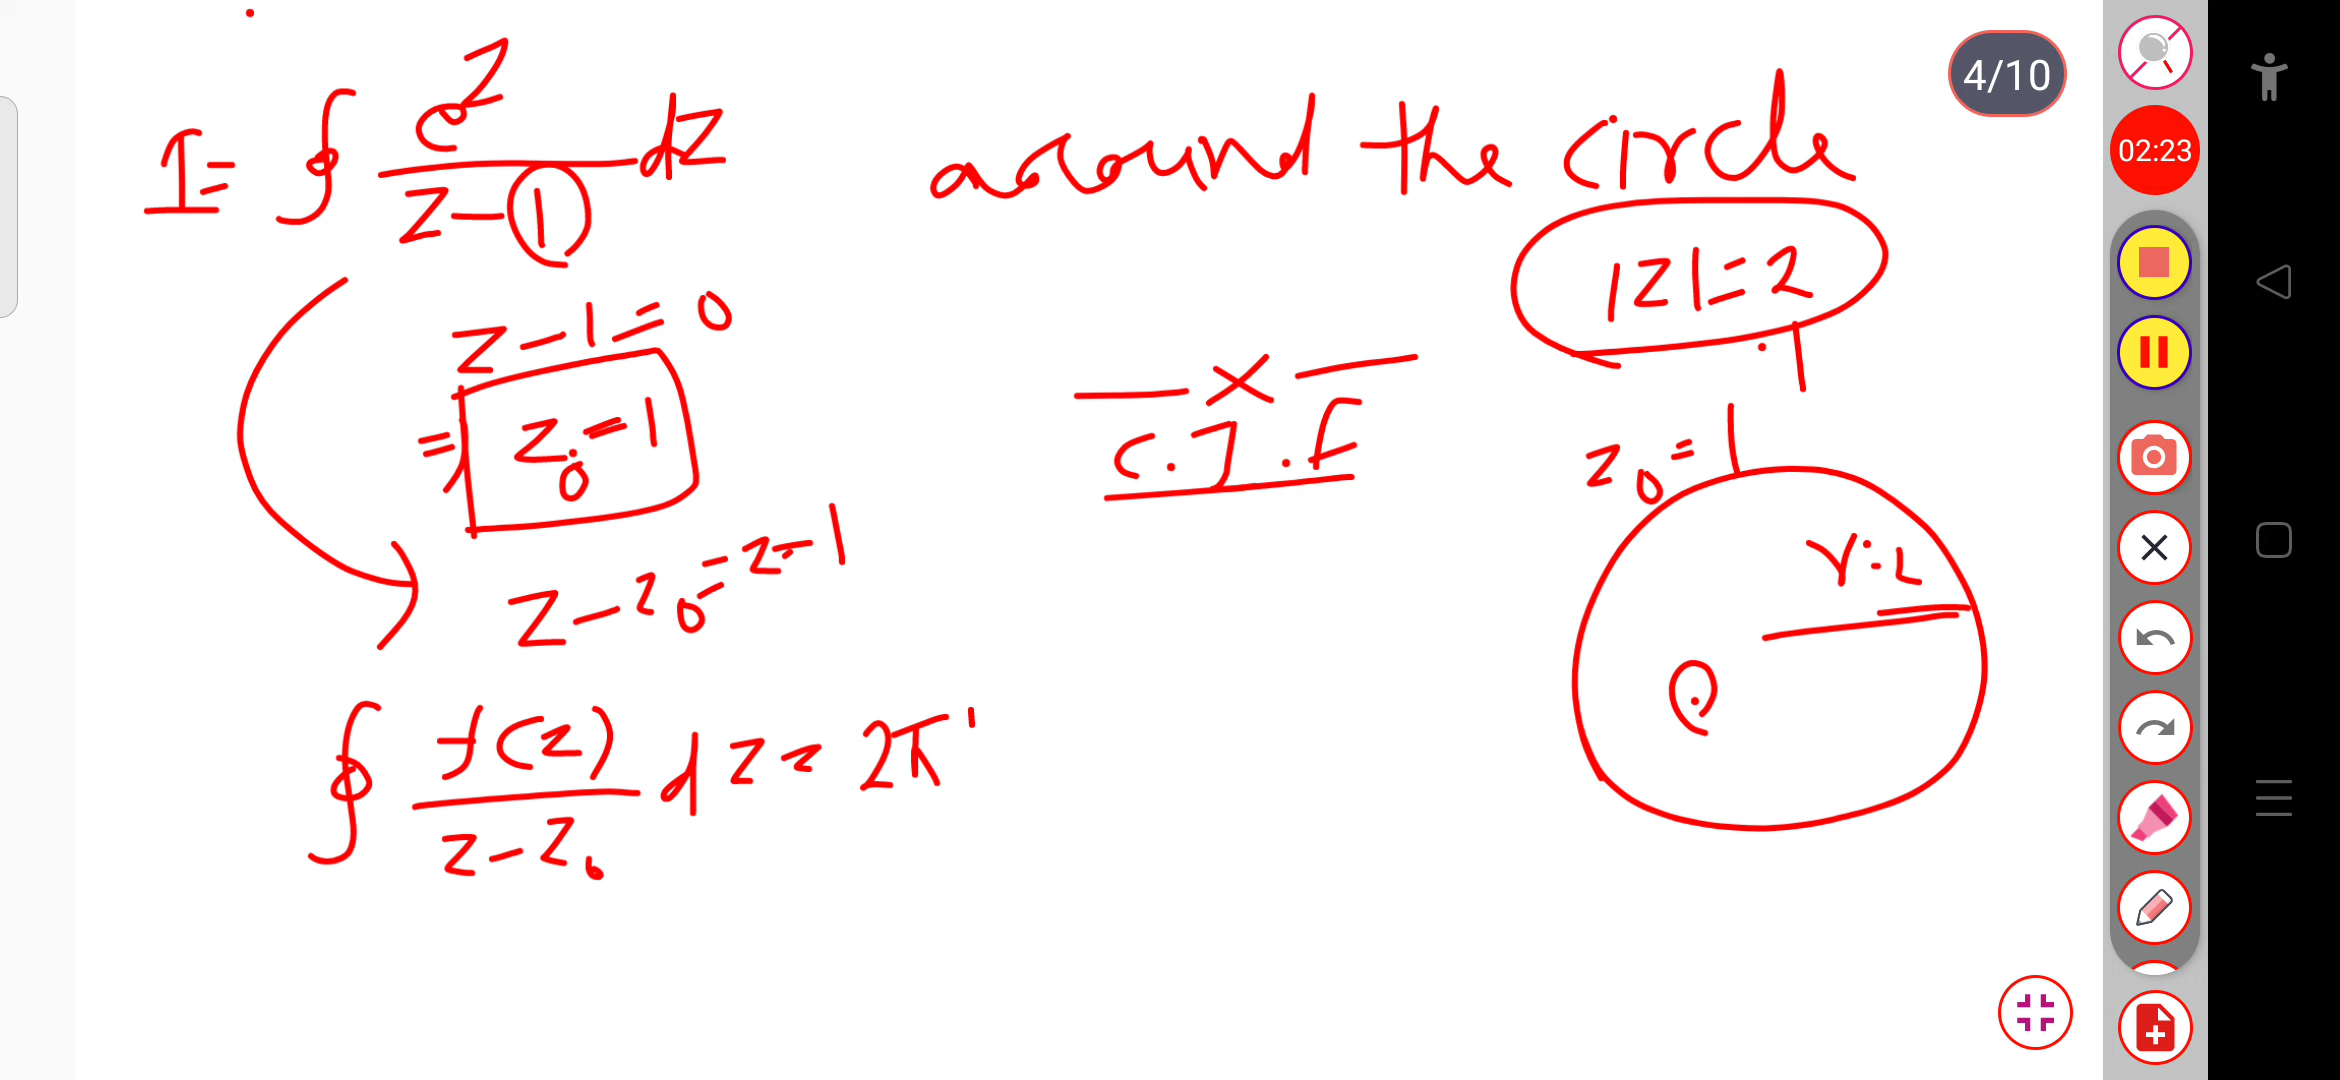 I = ∮ e^z / (z-1) dz around the circle
|z| = 2
z-1=0
⇒ z₀=1
C.I.F
z₀=1
r=2
z-z₀=z-1
∮ f(z) / (z-z₀) dz = 2π
4/10
02:23